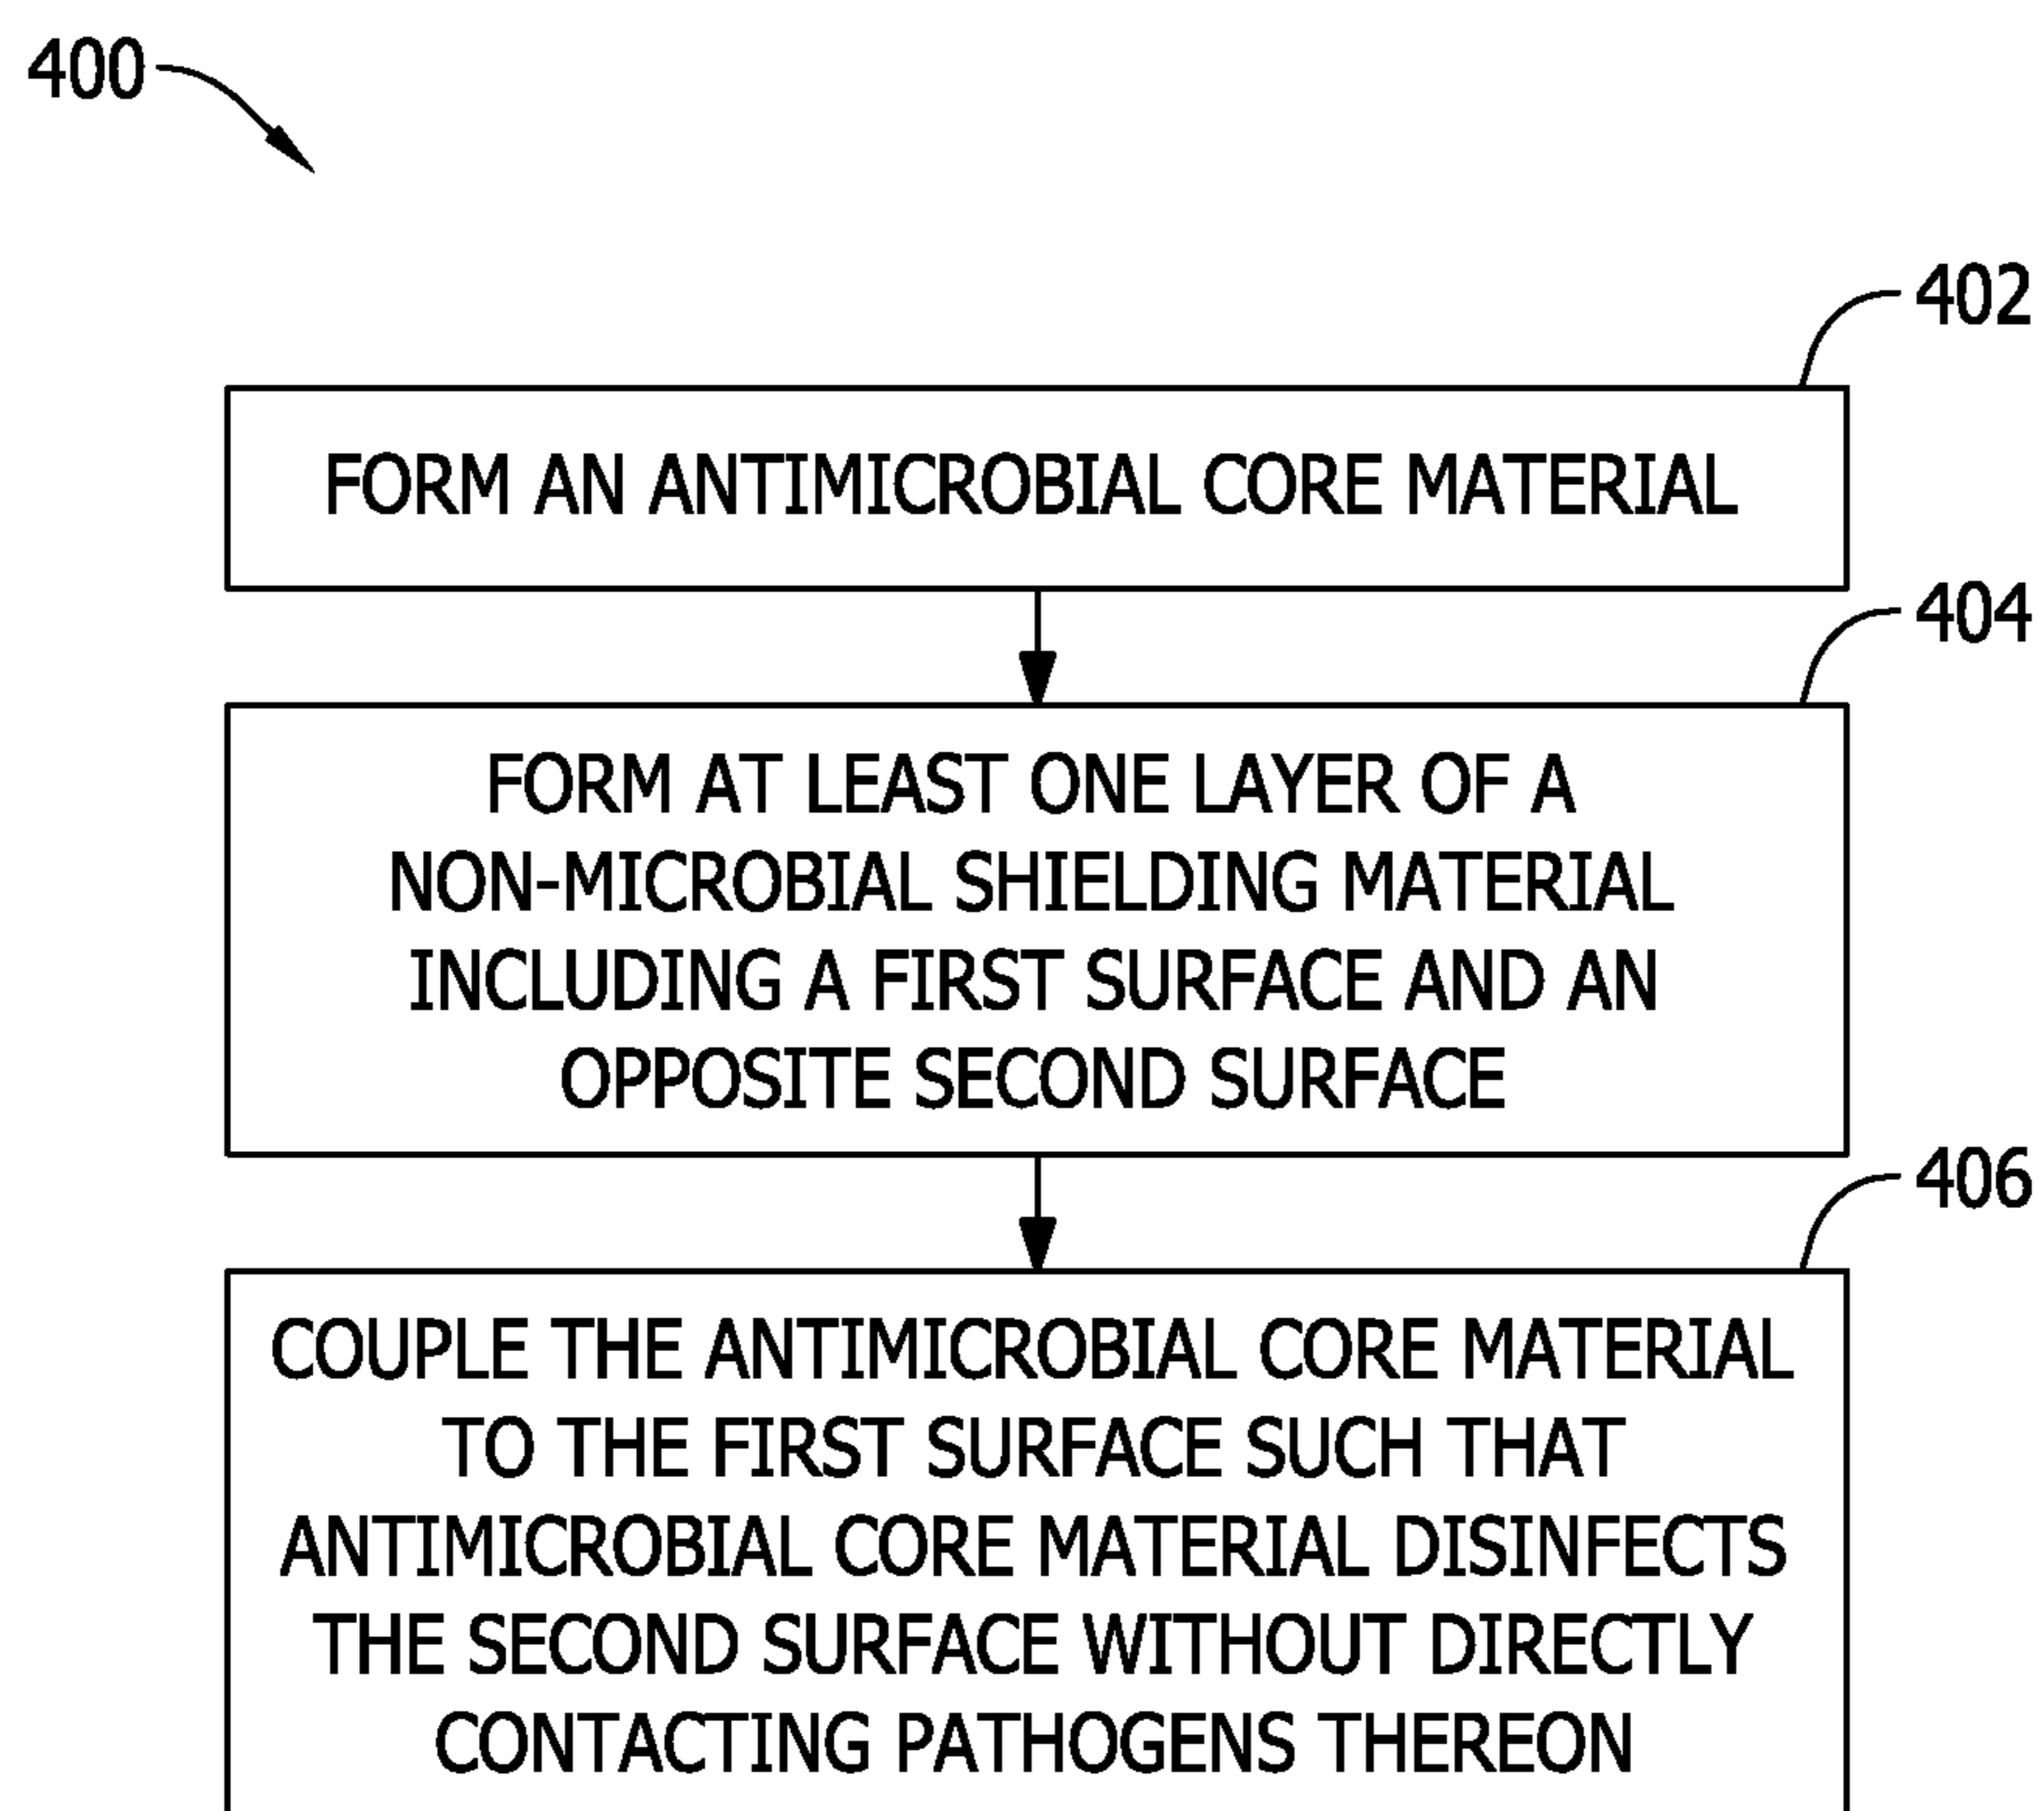 400
402
FORM AN ANTIMICROBIAL CORE MATERIAL
404
FORM AT LEAST ONE LAYER OF A
NON-MICROBIAL SHIELDING MATERIAL
INCLUDING A FIRST SURFACE AND AN
OPPOSITE SECOND SURFACE
406
COUPLE THE ANTIMICROBIAL CORE MATERIAL
TO THE FIRST SURFACE SUCH THAT
ANTIMICROBIAL CORE MATERIAL DISINFECTS
THE SECOND SURFACE WITHOUT DIRECTLY
CONTACTING PATHOGENS THEREON